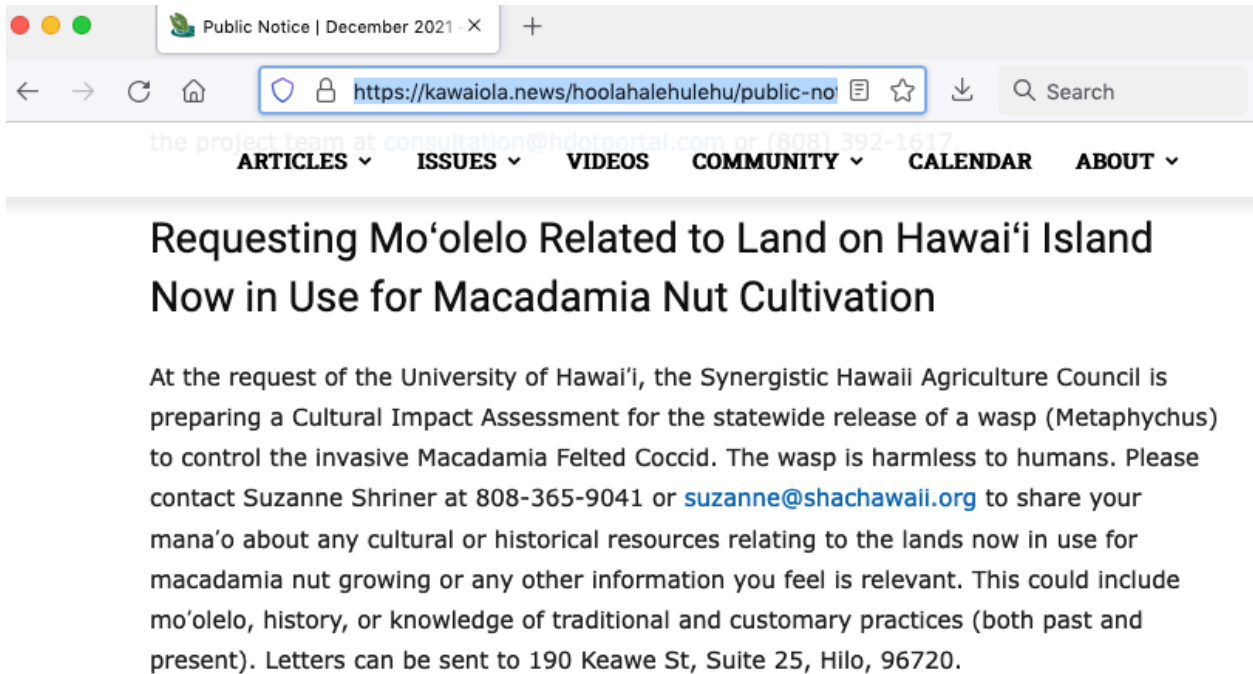 Public Notice | December 2021 -
https://kawaiola.news/hoolahalehulehu/public-no
Search
the project team at consultation@hdotportal.com or (808) 392-1617.
ARTICLES ISSUES VIDEOS COMMUNITY CALENDAR ABOUT
Requesting Moʻolelo Related to Land on Hawaiʻi Island
Now in Use for Macadamia Nut Cultivation
At the request of the University of Hawaiʻi, the Synergistic Hawaii Agriculture Council is
preparing a Cultural Impact Assessment for the statewide release of a wasp (Metaphychus)
to control the invasive Macadamia Felted Coccid. The wasp is harmless to humans. Please
contact Suzanne Shriner at 808-365-9041 or suzanne@shachawaii.org to share your
manaʻo about any cultural or historical resources relating to the lands now in use for
macadamia nut growing or any other information you feel is relevant. This could include
moʻolelo, history, or knowledge of traditional and customary practices (both past and
present). Letters can be sent to 190 Keawe St, Suite 25, Hilo, 96720.